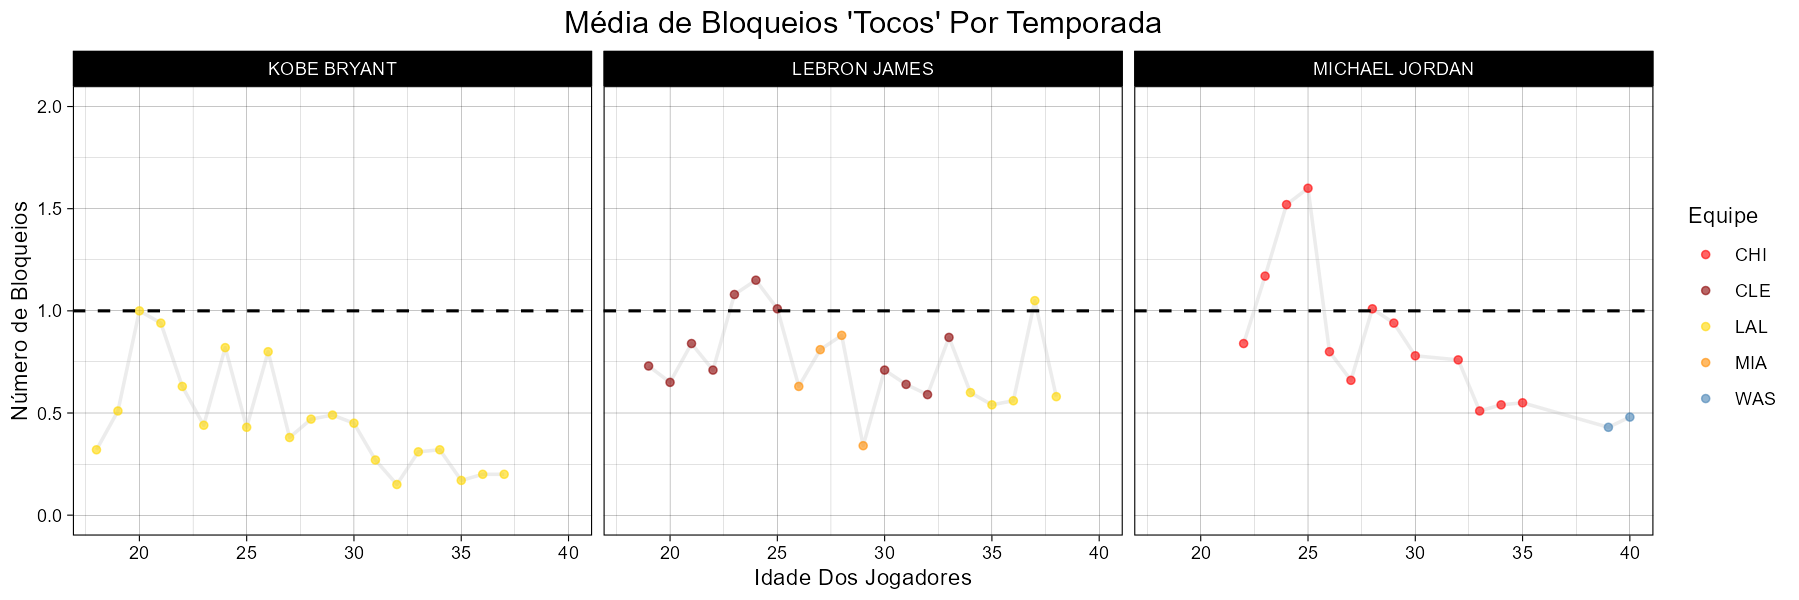 Média de Bloqueios 'Tocos' Por Temporada
KOBE BRYANT
LEBRON JAMES
MICHAEL JORDAN
Número de Bloqueios
2.0
1.5
1.0
0.5
0.0
20 25 30 35 40
20 25 30 35 40
20 25 30 35 40
Idade Dos Jogadores
Equipe
CHI
CLE
LAL
MIA
WAS